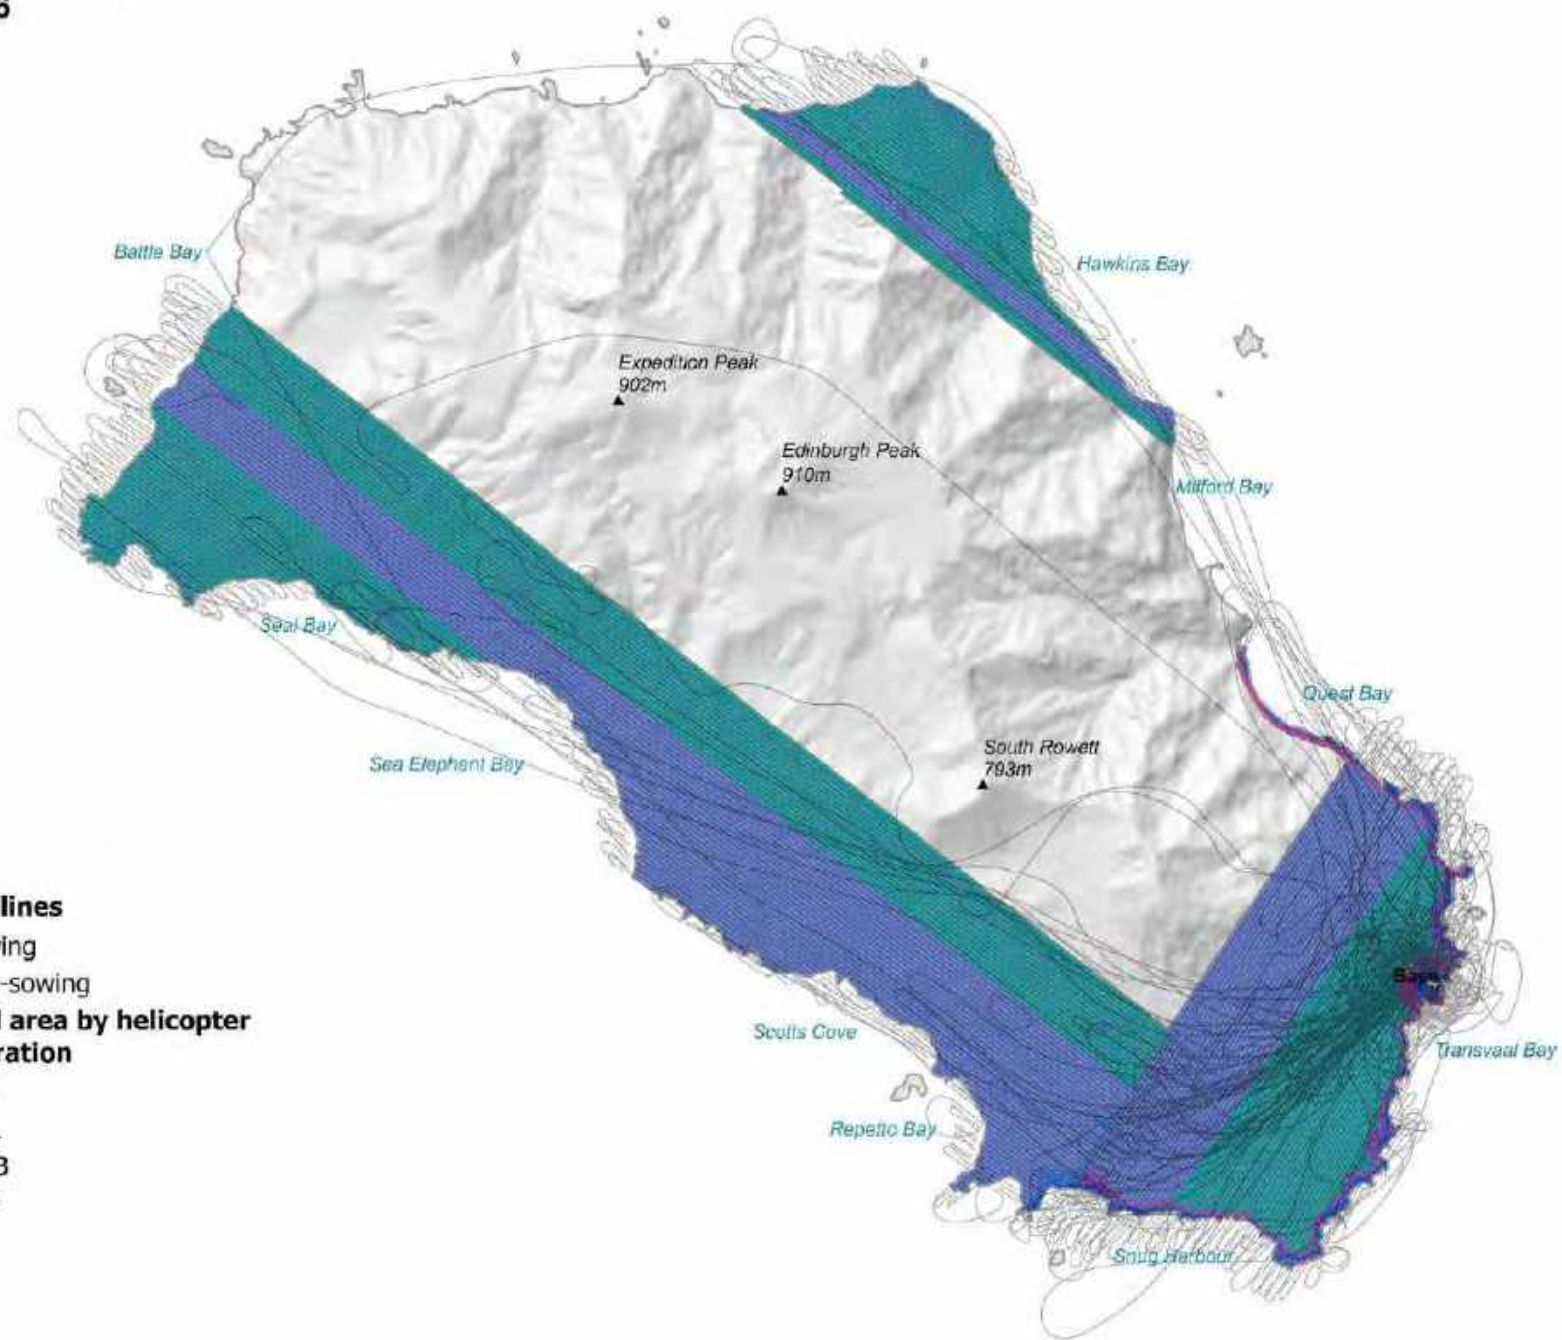 Battle Bay
Hawkins Bay
Expedition Peak
902m
Edinburgh Peak
910m
Milford Bay
Seal Bay
Quest Bay
South Rowett
793m
Sea Elephant Bay
lines
-sowing
area by helicopter
Base
Scotts Cove
Transvaal Bay
Repetto Bay
Snug Harbour